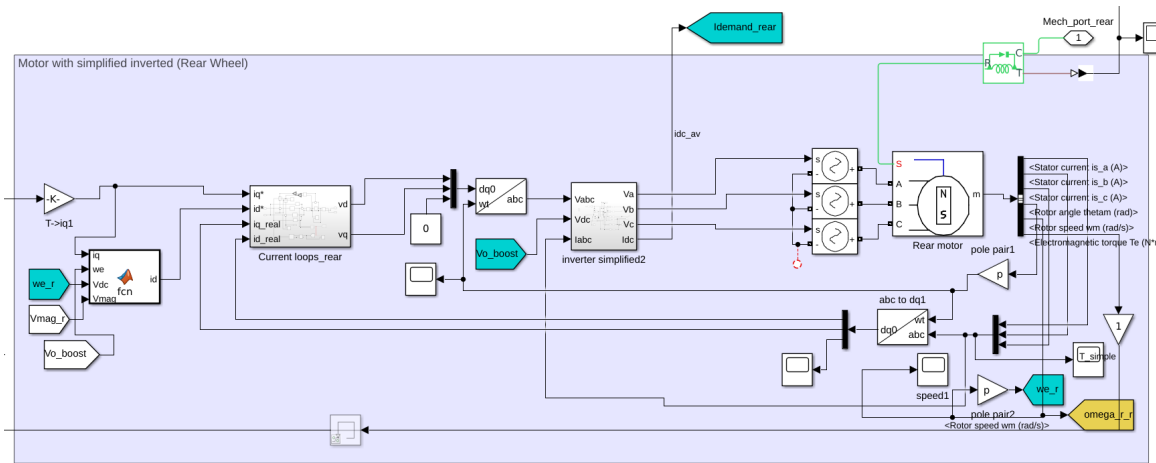 Idemand_rear
Mech_port_rear
1
C
R
T
Motor with simplified inverted (Rear Wheel)
idc_av
-K-
T->iq1
iq*
id*
iq_real
id_real
vd
vq
Current loops_rear
0
dq0
wt
abc
Vabc
Vdc
Iabc
Va
Vb
Vc
Idc
inverter simplified2
Vo_boost
s
-
+
s
-
+
s
-
+
S
A
B
C
N
S
m
Rear motor
<Stator current is_a (A)>
<Stator current is_b (A)>
<Stator current is_c (A)>
<Rotor angle thetam (rad)>
<Rotor speed wm (rad/s)>
<Electromagnetic torque Te (N*
pole pair1
p
iq
we
Vdc
Vmag
fcn
id
we_r
Vmag_r
Vo_boost
abc to dq1
dq0
wt
abc
1
T_simple
speed1
p
pole pair2
we_r
omega_r_r
<Rotor speed wm (rad/s)>